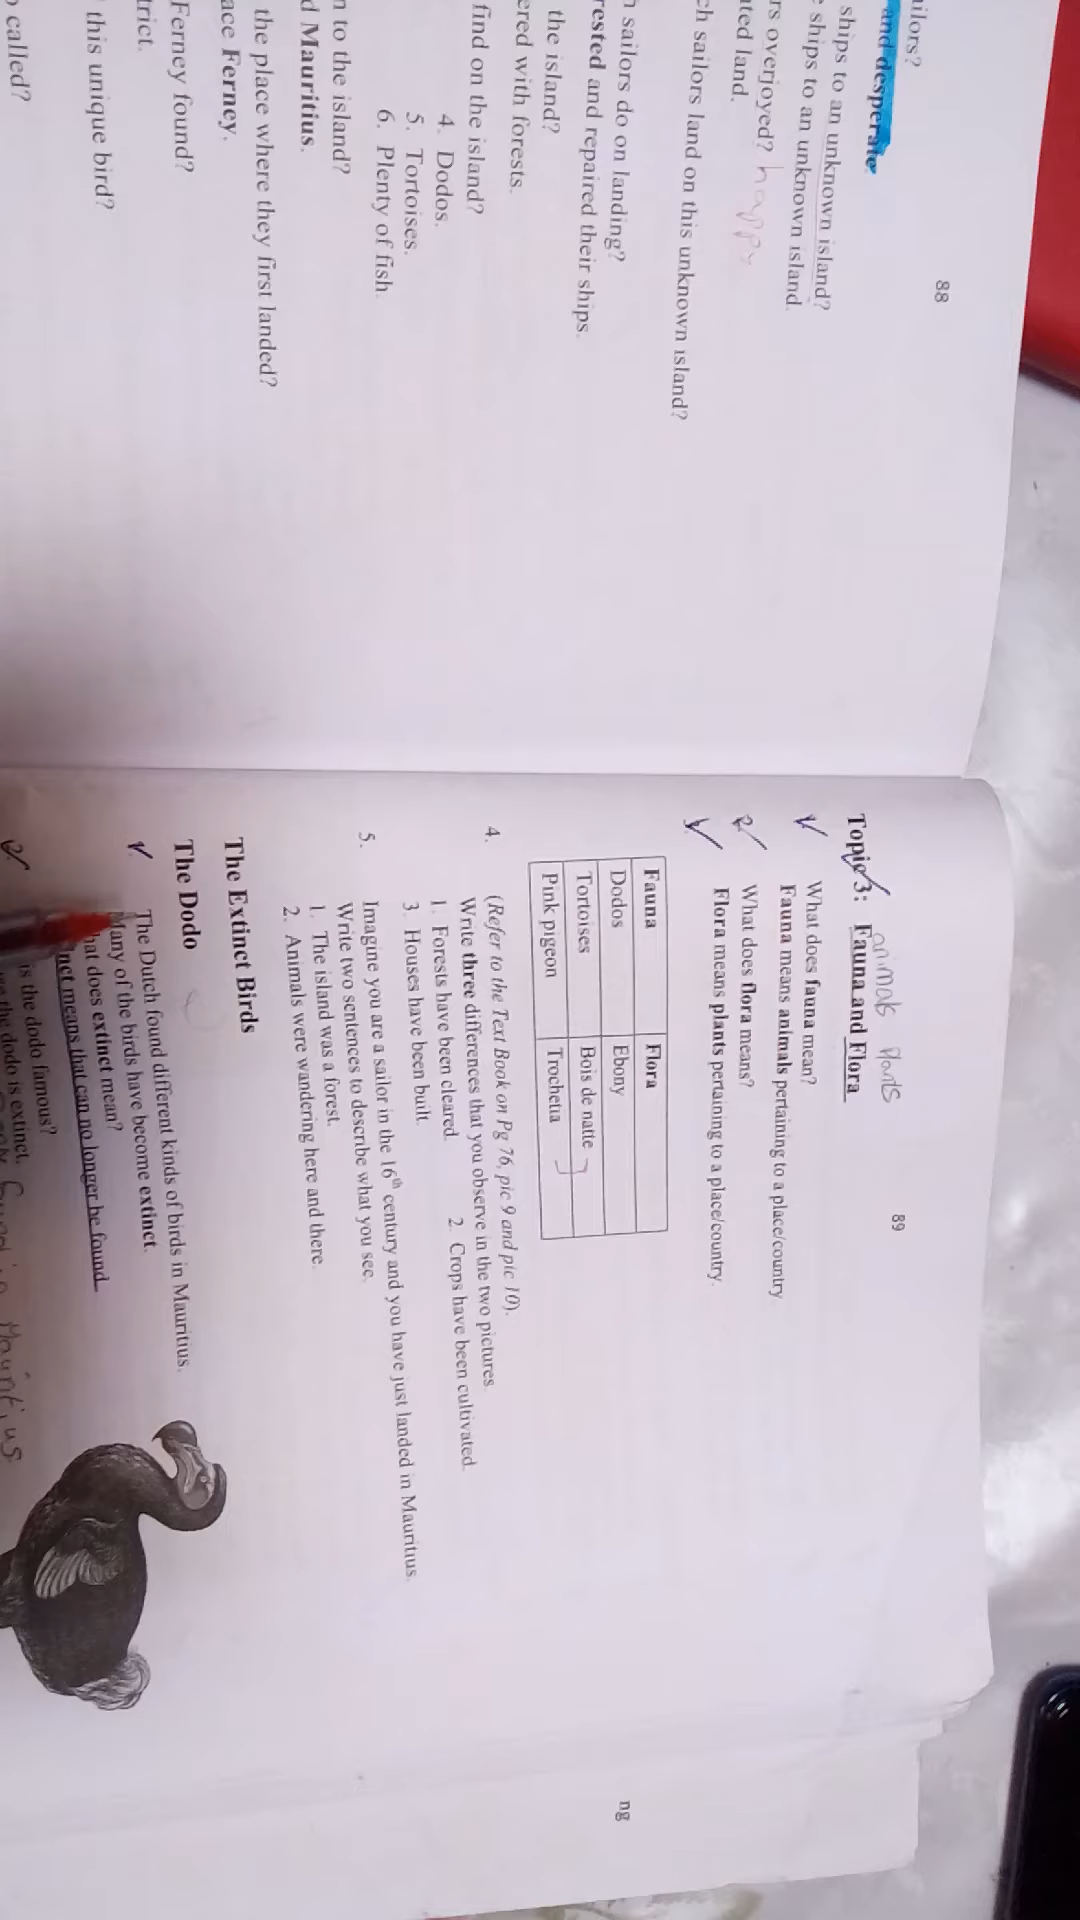 88
ilors?
and desperate.
ships to an unknown island?
ships to an unknown island.
rs overjoyed? happy
ted land.
ch sailors land on this unknown island?
sailors do on landing?
rested and repaired their ships.
the island?
ered with forests.
find on the island?
4. Dodos.
5. Tortoises.
6. Plenty of fish.
n to the island?
d Mauritius.
the place where they first landed?
ace Ferney.
Ferney found?
trict.
this unique bird?
called?
89
animals Plants
Topic 3: Fauna and Flora
What does fauna mean?
Fauna means animals pertaining to a place/country
What does flora means?
Flora means plants pertaining to a place/country.
Fauna Flora
Dodos Ebony
Tortoises Bois de natte
Pink pigeon Trochetia
4. (Refer to the Text Book on Pg 76, pic 9 and pic 10).
Write three differences that you observe in the two pictures.
1. Forests have been cleared. 2. Crops have been cultivated.
3. Houses have been built.
5. Imagine you are a sailor in the 16th century and you have just landed in Mauritius.
Write two sentences to describe what you see.
1. The island was a forest.
2. Animals were wandering here and there.
The Extinct Birds
The Dodo
The Dutch found different kinds of birds in Mauritius.
Many of the birds have become extinct.
hat does extinct mean?
nct means that can no longer be found.
is the dodo famous?
the dodo is extinct.
Mauritius
ng